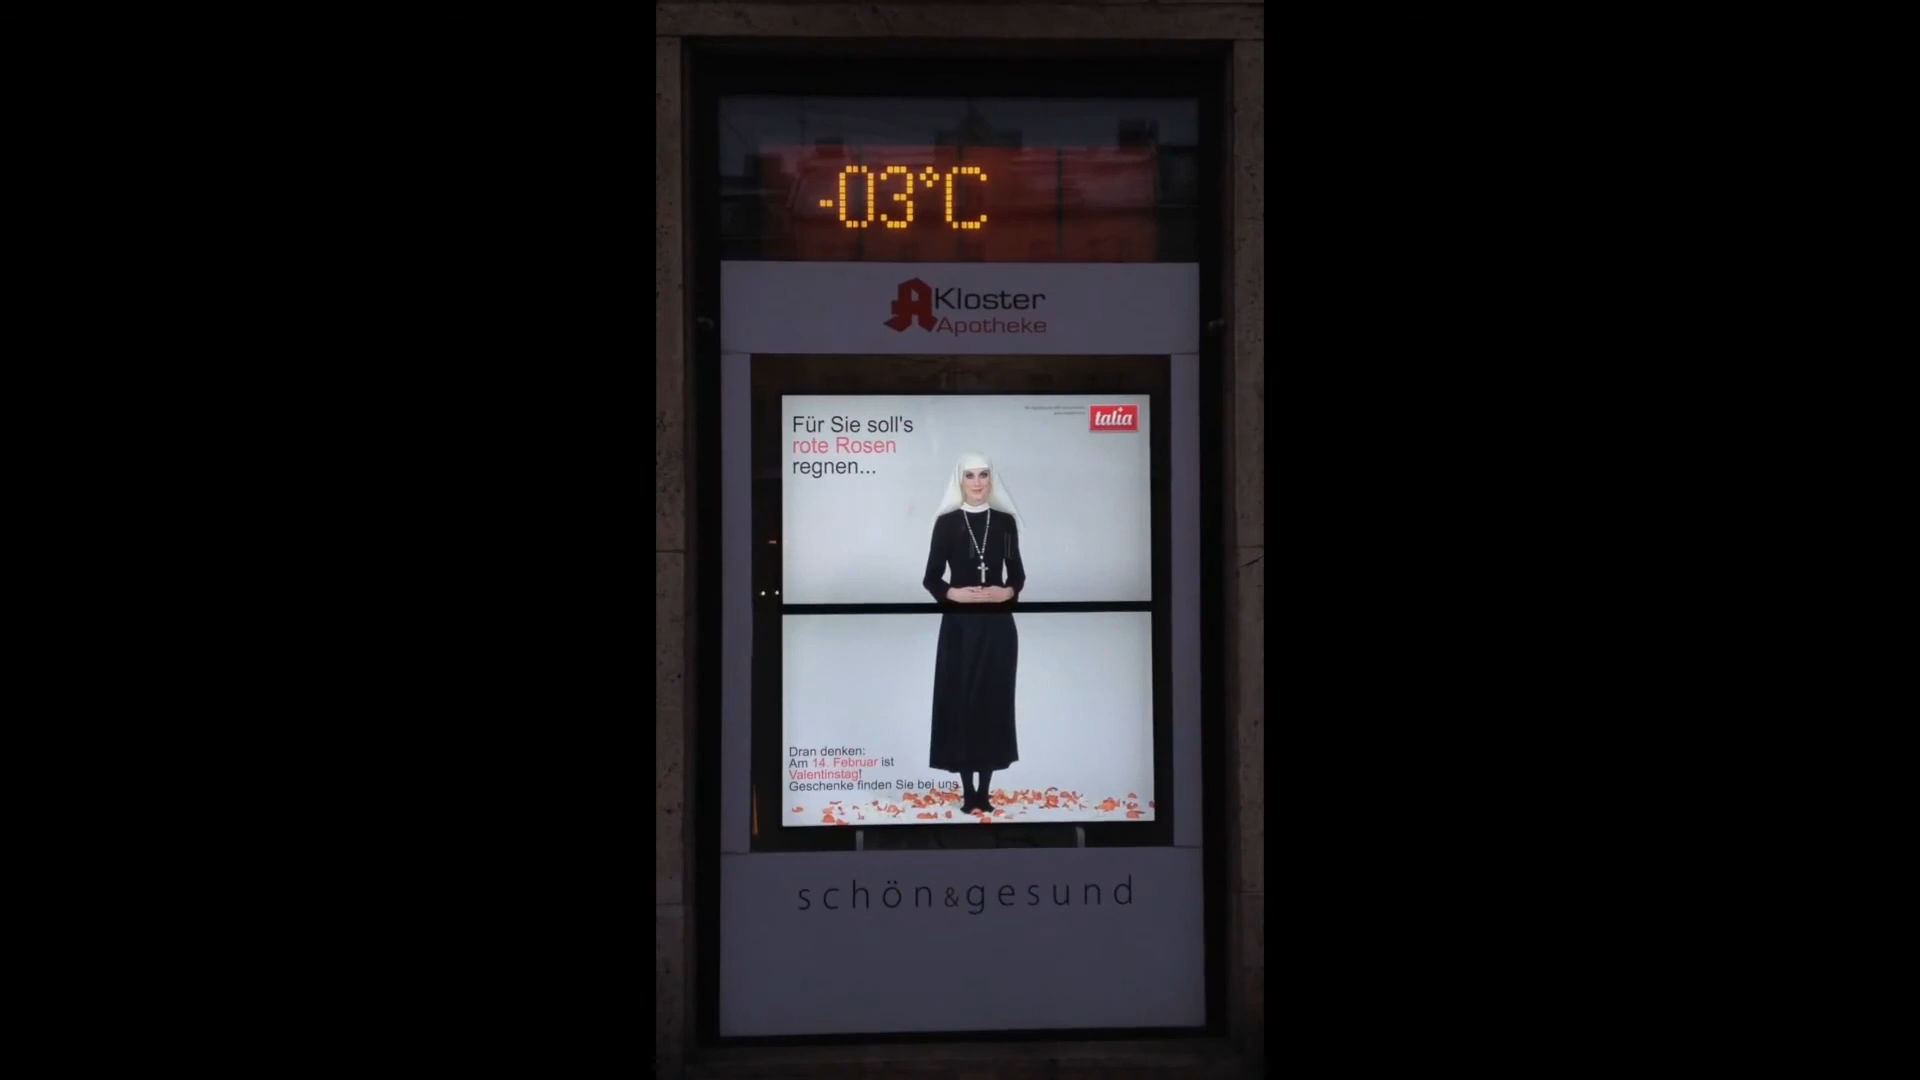 -03°C
Kloster
Apotheke
talia
Für Sie soll's
rote Rosen
regnen...
Dran denken:
Am 14. Februar ist
Valentinstag!
Geschenke finden Sie bei uns.
schön&gesund